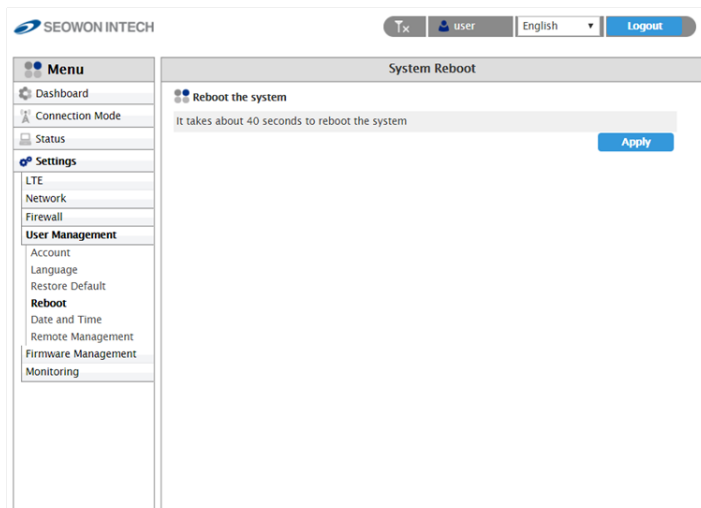 SEOWON INTECH
Tx user English Logout
Menu
Dashboard
Connection Mode
Status
Settings
LTE
Network
Firewall
User Management
Account
Language
Restore Default
Reboot
Date and Time
Remote Management
Firmware Management
Monitoring
System Reboot
Reboot the system
It takes about 40 seconds to reboot the system
Apply